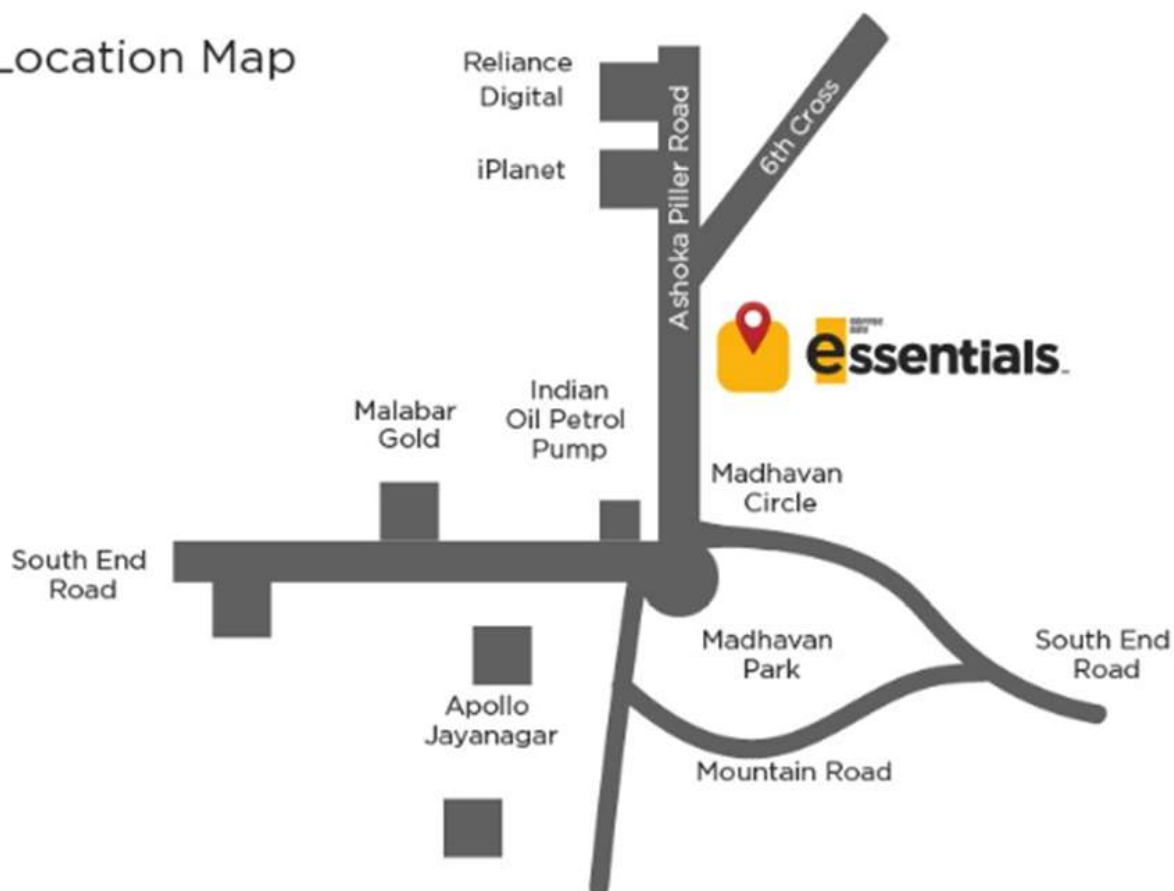 Location Map
Reliance
Digital
iPlanet
Ashoka Piller Road
6th Cross
essentials
Malabar
Gold
Indian
Oil Petrol
Pump
Madhavan
Circle
South End
Road
Madhavan
Park
South End
Road
Apollo
Jayanagar
Mountain Road